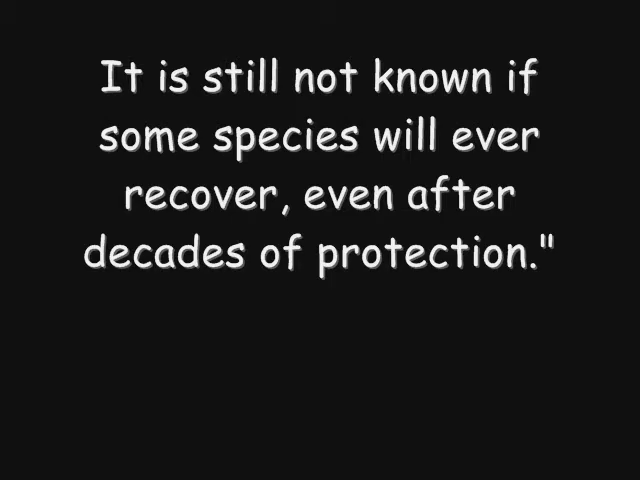 It is still not known if
some species will ever
recover, even after
decades of protection."